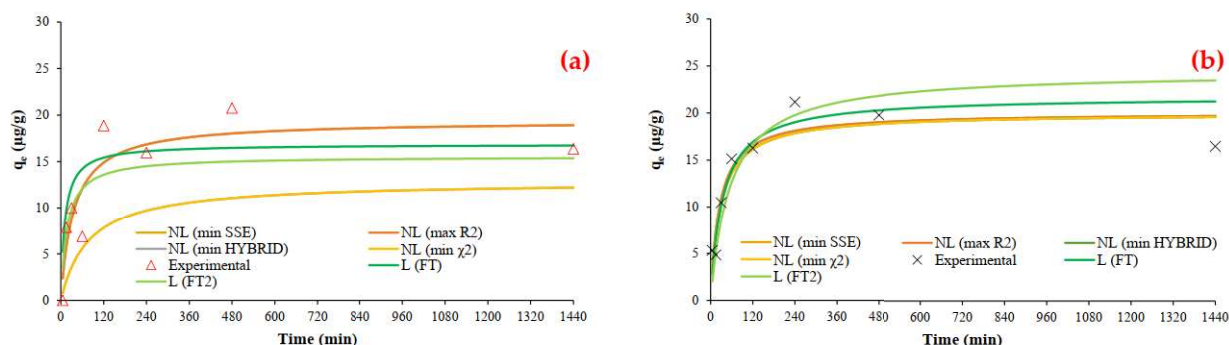 30
25
20
15
10
5
0
qe (µg/g)
(a)
NL (min SSE)
NL (max R2)
NL (min HYBRID)
NL (min χ2)
Experimental
L (FT)
L (FT2)
0 120 240 360 480 600 720 840 960 1080 1200 1320 1440
Time (min)
30
25
20
15
10
5
0
qe (µg/g)
(b)
NL (min SSE)
NL (max R2)
NL (min HYBRID)
NL (min χ2)
Experimental
L (FT)
L (FT2)
0 120 240 360 480 600 720 840 960 1080 1200 1320 1440
Time (min)